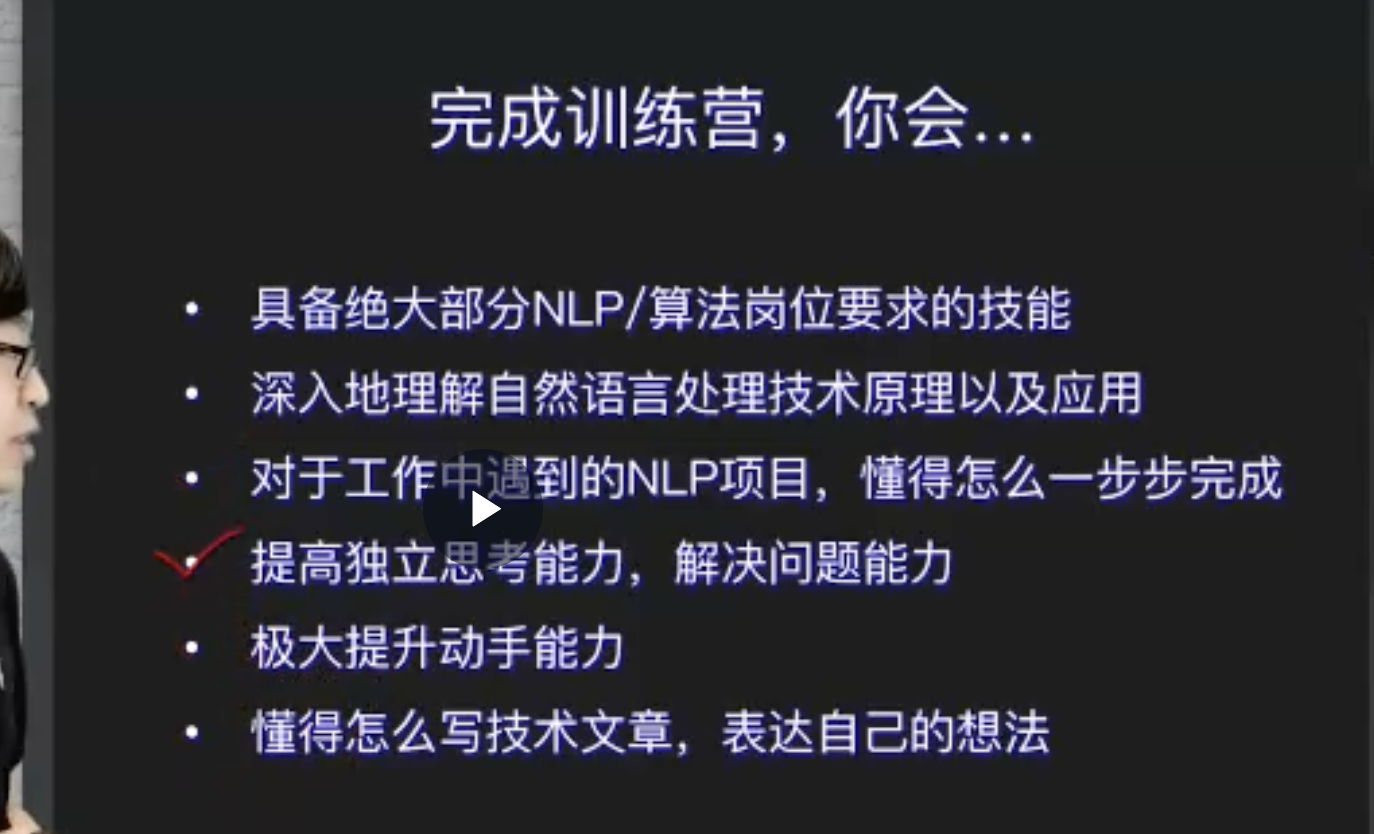 完成训练营，你会...
• 具备绝大部分NLP/算法岗位要求的技能
• 深入地理解自然语言处理技术原理以及应用
• 对于工作中遇到的NLP项目，懂得怎么一步步完成
• 提高独立思考能力，解决问题能力
• 极大提升动手能力
• 懂得怎么写技术文章，表达自己的想法